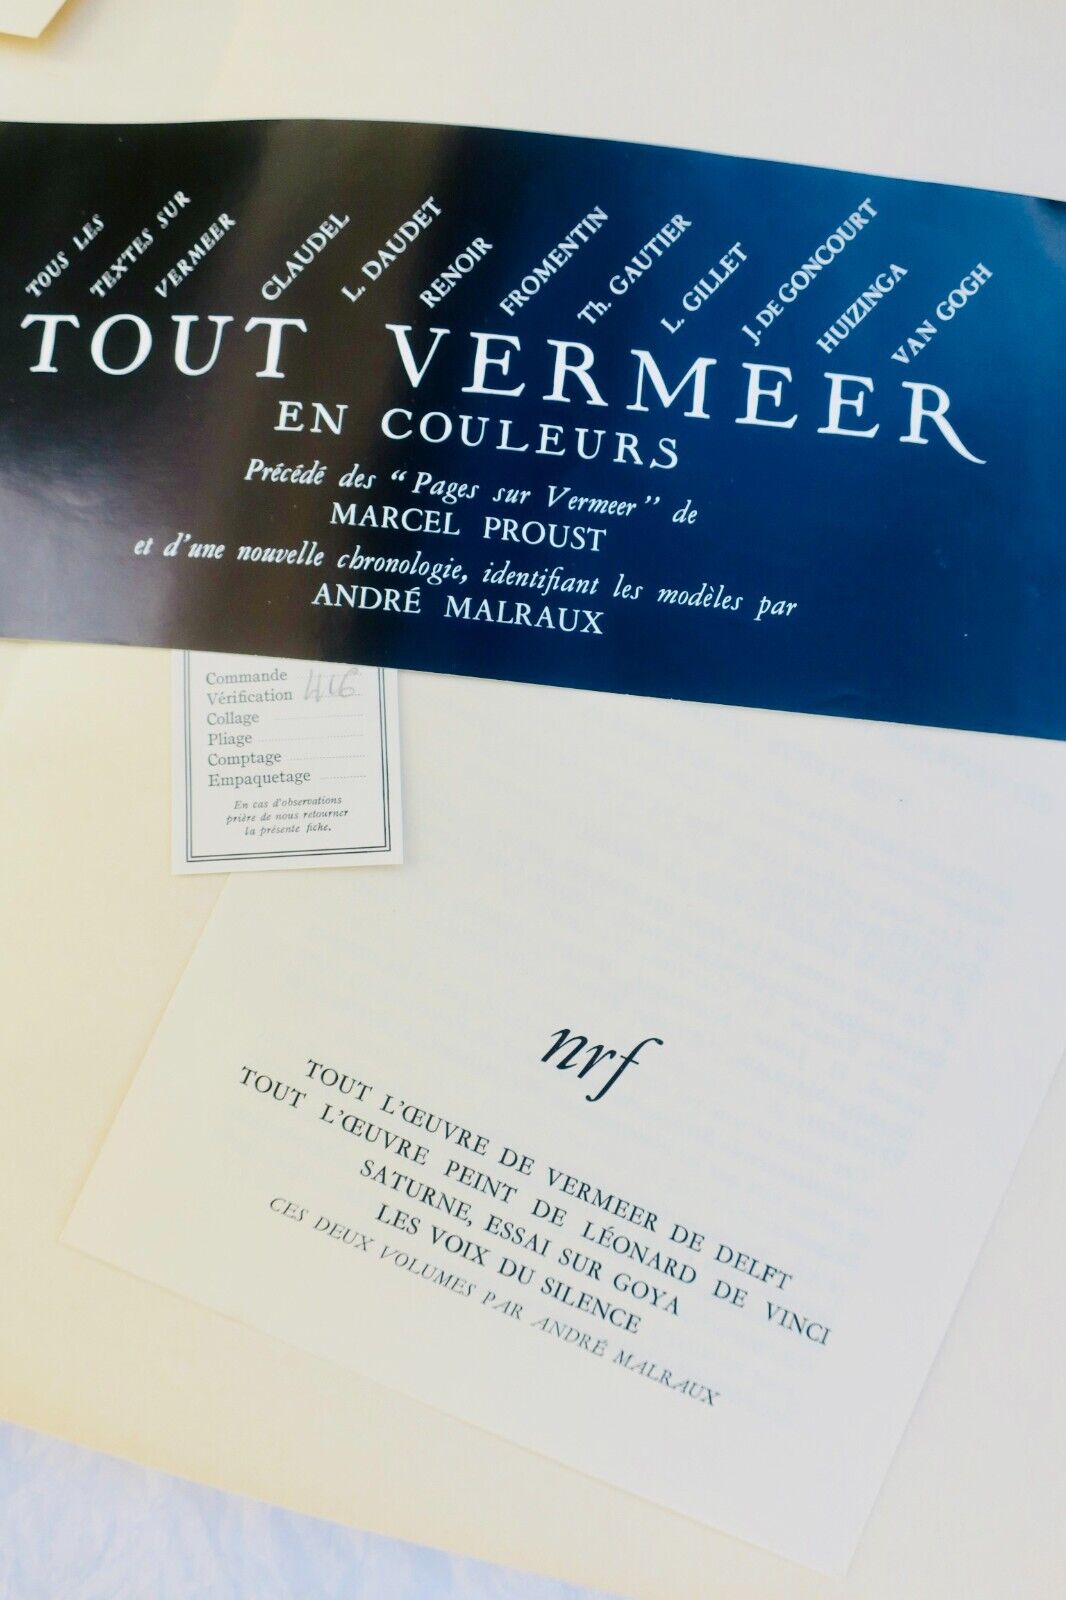 TOUS LES
TEXTES SUR
VERMEER
CLAUDEL
L. DAUDET
RENOIR
FROMENTIN
Th. GAUTIER
L. GILLET
J. DE GONCOURT
HUIZINGA
VAN GOGH
TOUT VERMEER
EN COULEURS
Précédé des “Pages sur Vermeer” de
MARCEL PROUST
et d'une nouvelle chronologie, identifiant les modèles par
ANDRÉ MALRAUX
Commande
Vérification
Collage
Pliage
Comptage
Empaquetage
En cas d'observations
prière de nous retourner
la présente fiche.
nrf
TOUT L'ŒUVRE DE VERMEER DE DELFT
TOUT L'ŒUVRE PEINT DE LÉONARD DE VINCI
SATURNE, ESSAI SUR GOYA
LES VOIX DU SILENCE
CES DEUX VOLUMES PAR ANDRÉ MALRAUX